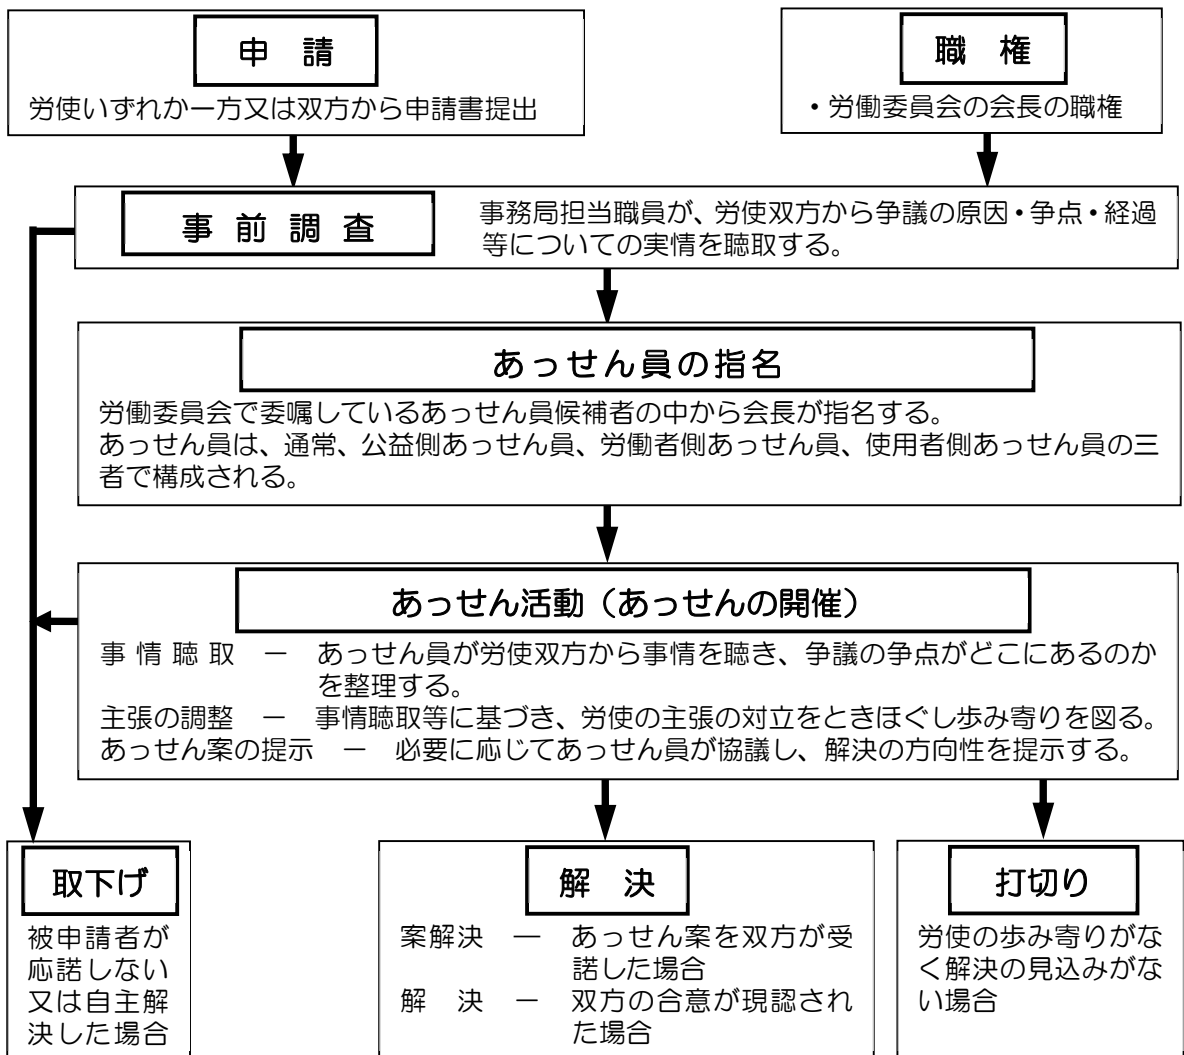 申 請
労使いずれか一方又は双方から申請書提出
職 権
・労働委員会の会長の職権
事 前 調 査
事務局担当職員が、労使双方から争議の原因・争点・経過
等についての実情を聴取する。
あっせん員の指名
労働委員会で委嘱しているあっせん員候補者の中から会長が指名する。
あっせん員は、通常、公益側あっせん員、労働者側あっせん員、使用者側あっせん員の三
者で構成される。
あっせん活動（あっせんの開催）
事 情 聴 取 － あっせん員が労使双方から事情を聴き、争議の争点がどこにあるのか
を整理する。
主張の調整 － 事情聴取等に基づき、労使の主張の対立をときほぐし歩み寄りを図る。
あっせん案の提示 － 必要に応じてあっせん員が協議し、解決の方向性を提示する。
取下げ
被申請者が
応諾しない
又は自主解
決した場合
解 決
案解決 － あっせん案を双方が受
諾した場合
解 決 － 双方の合意が現認され
た場合
打切り
労使の歩み寄りがな
く解決の見込みがな
い場合